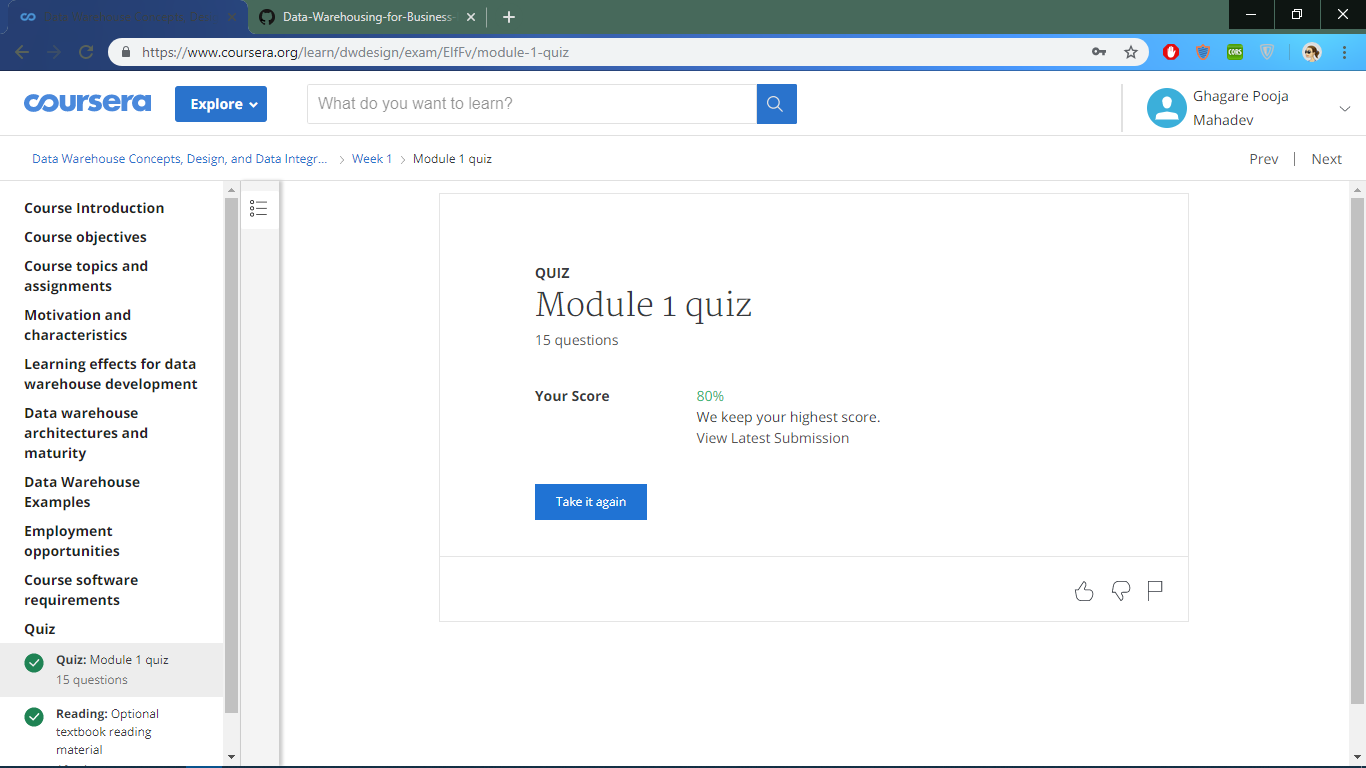 Data-Warehousing-for-Business-
https://www.coursera.org/learn/dwdesign/exam/ElfFv/module-1-quiz
CORS
coursera
Explore
What do you want to learn?
Ghagare Pooja
Mahadev
Data Warehouse Concepts, Design, and Data Integr...
Week 1
Module 1 quiz
Prev | Next
Course Introduction
Course objectives
Course topics and
assignments
Motivation and
characteristics
Learning effects for data
warehouse development
Data warehouse
architectures and
maturity
Data Warehouse
Examples
Employment
opportunities
Course software
requirements
Quiz
Quiz: Module 1 quiz
15 questions
Reading: Optional
textbook reading
material
QUIZ
Module 1 quiz
15 questions
Your Score
80%
We keep your highest score.
View Latest Submission
Take it again